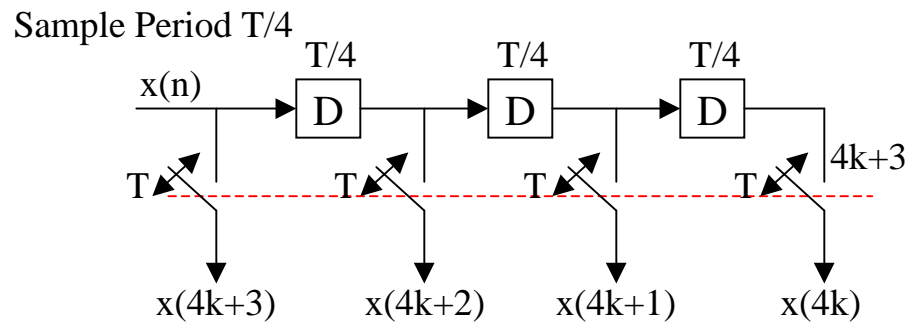 Sample Period T/4
T/4 T/4 T/4
x(n)
D D D
4k+3
T T T T
x(4k+3) x(4k+2) x(4k+1) x(4k)